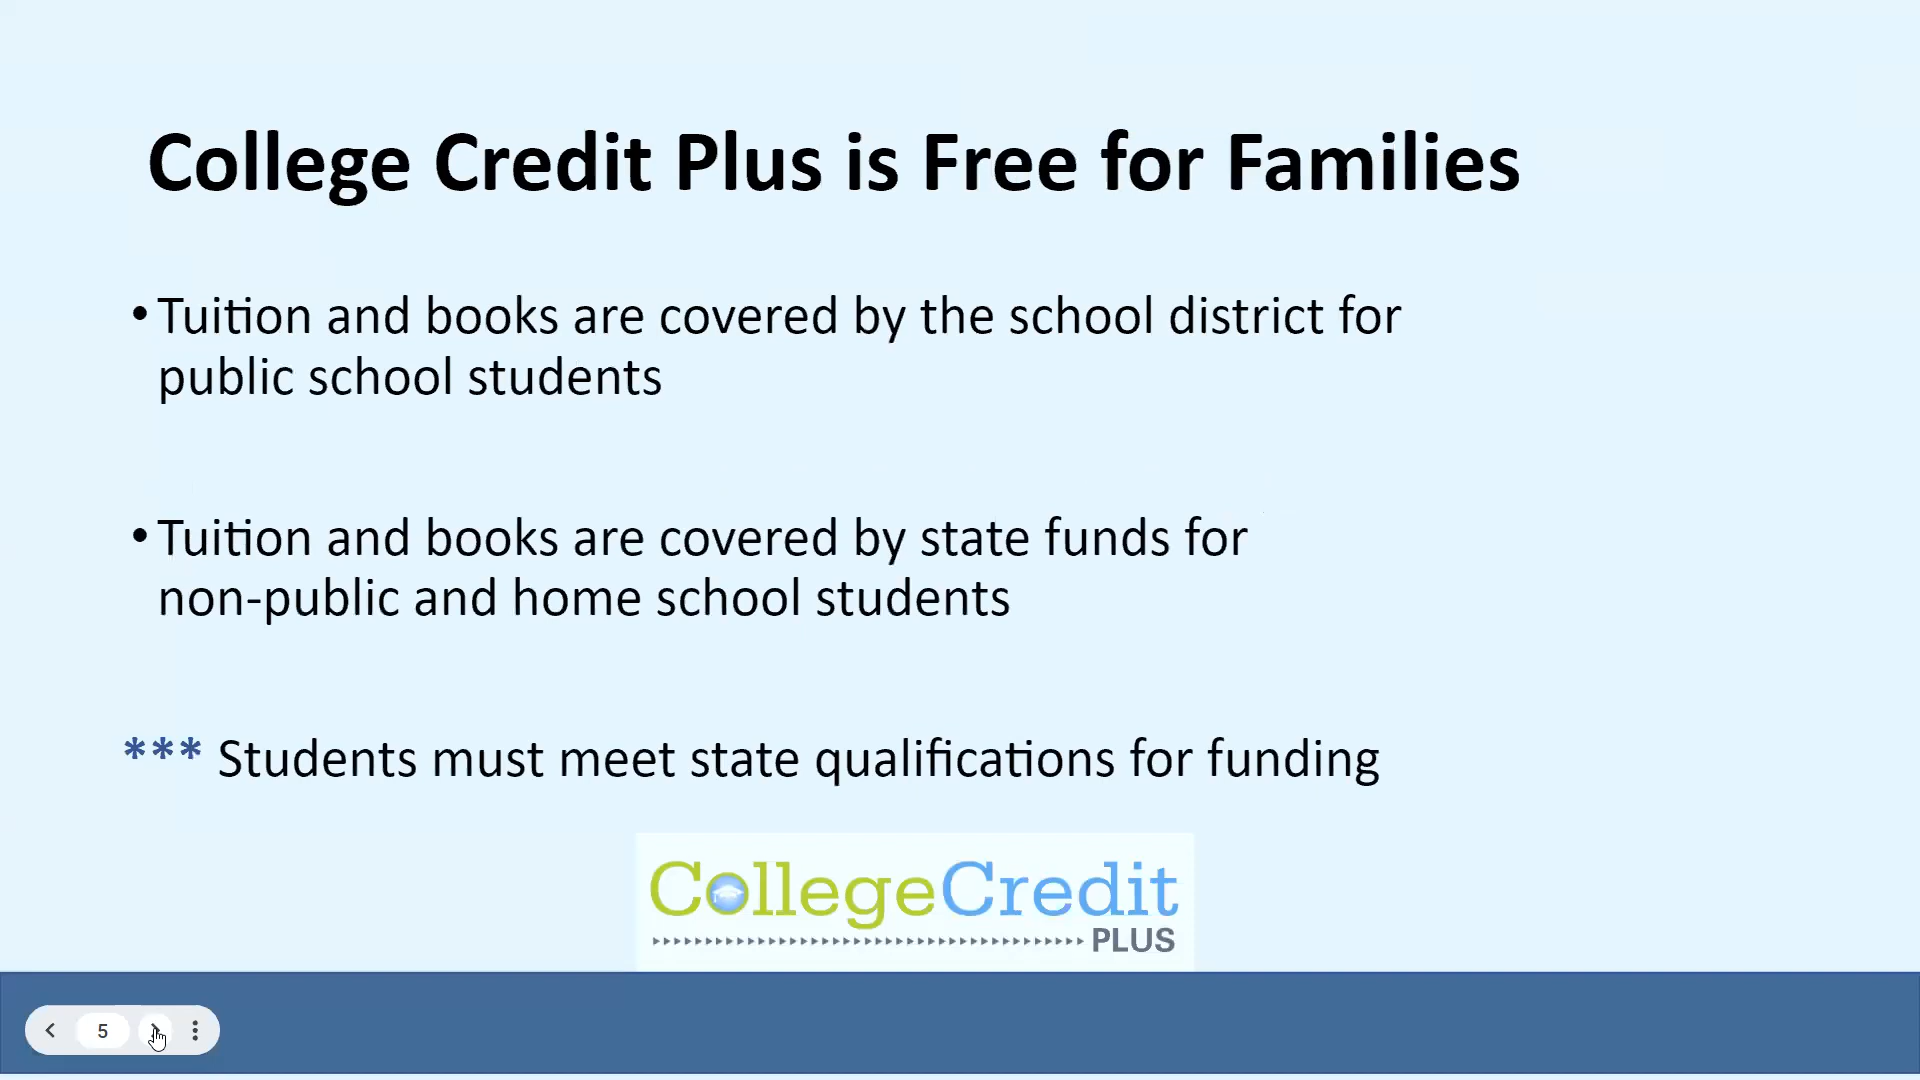 College Credit Plus is Free for Families
• Tuition and books are covered by the school district for
public school students
• Tuition and books are covered by state funds for
non-public and home school students
*** Students must meet state qualifications for funding
CollegeCredit
PLUS
5